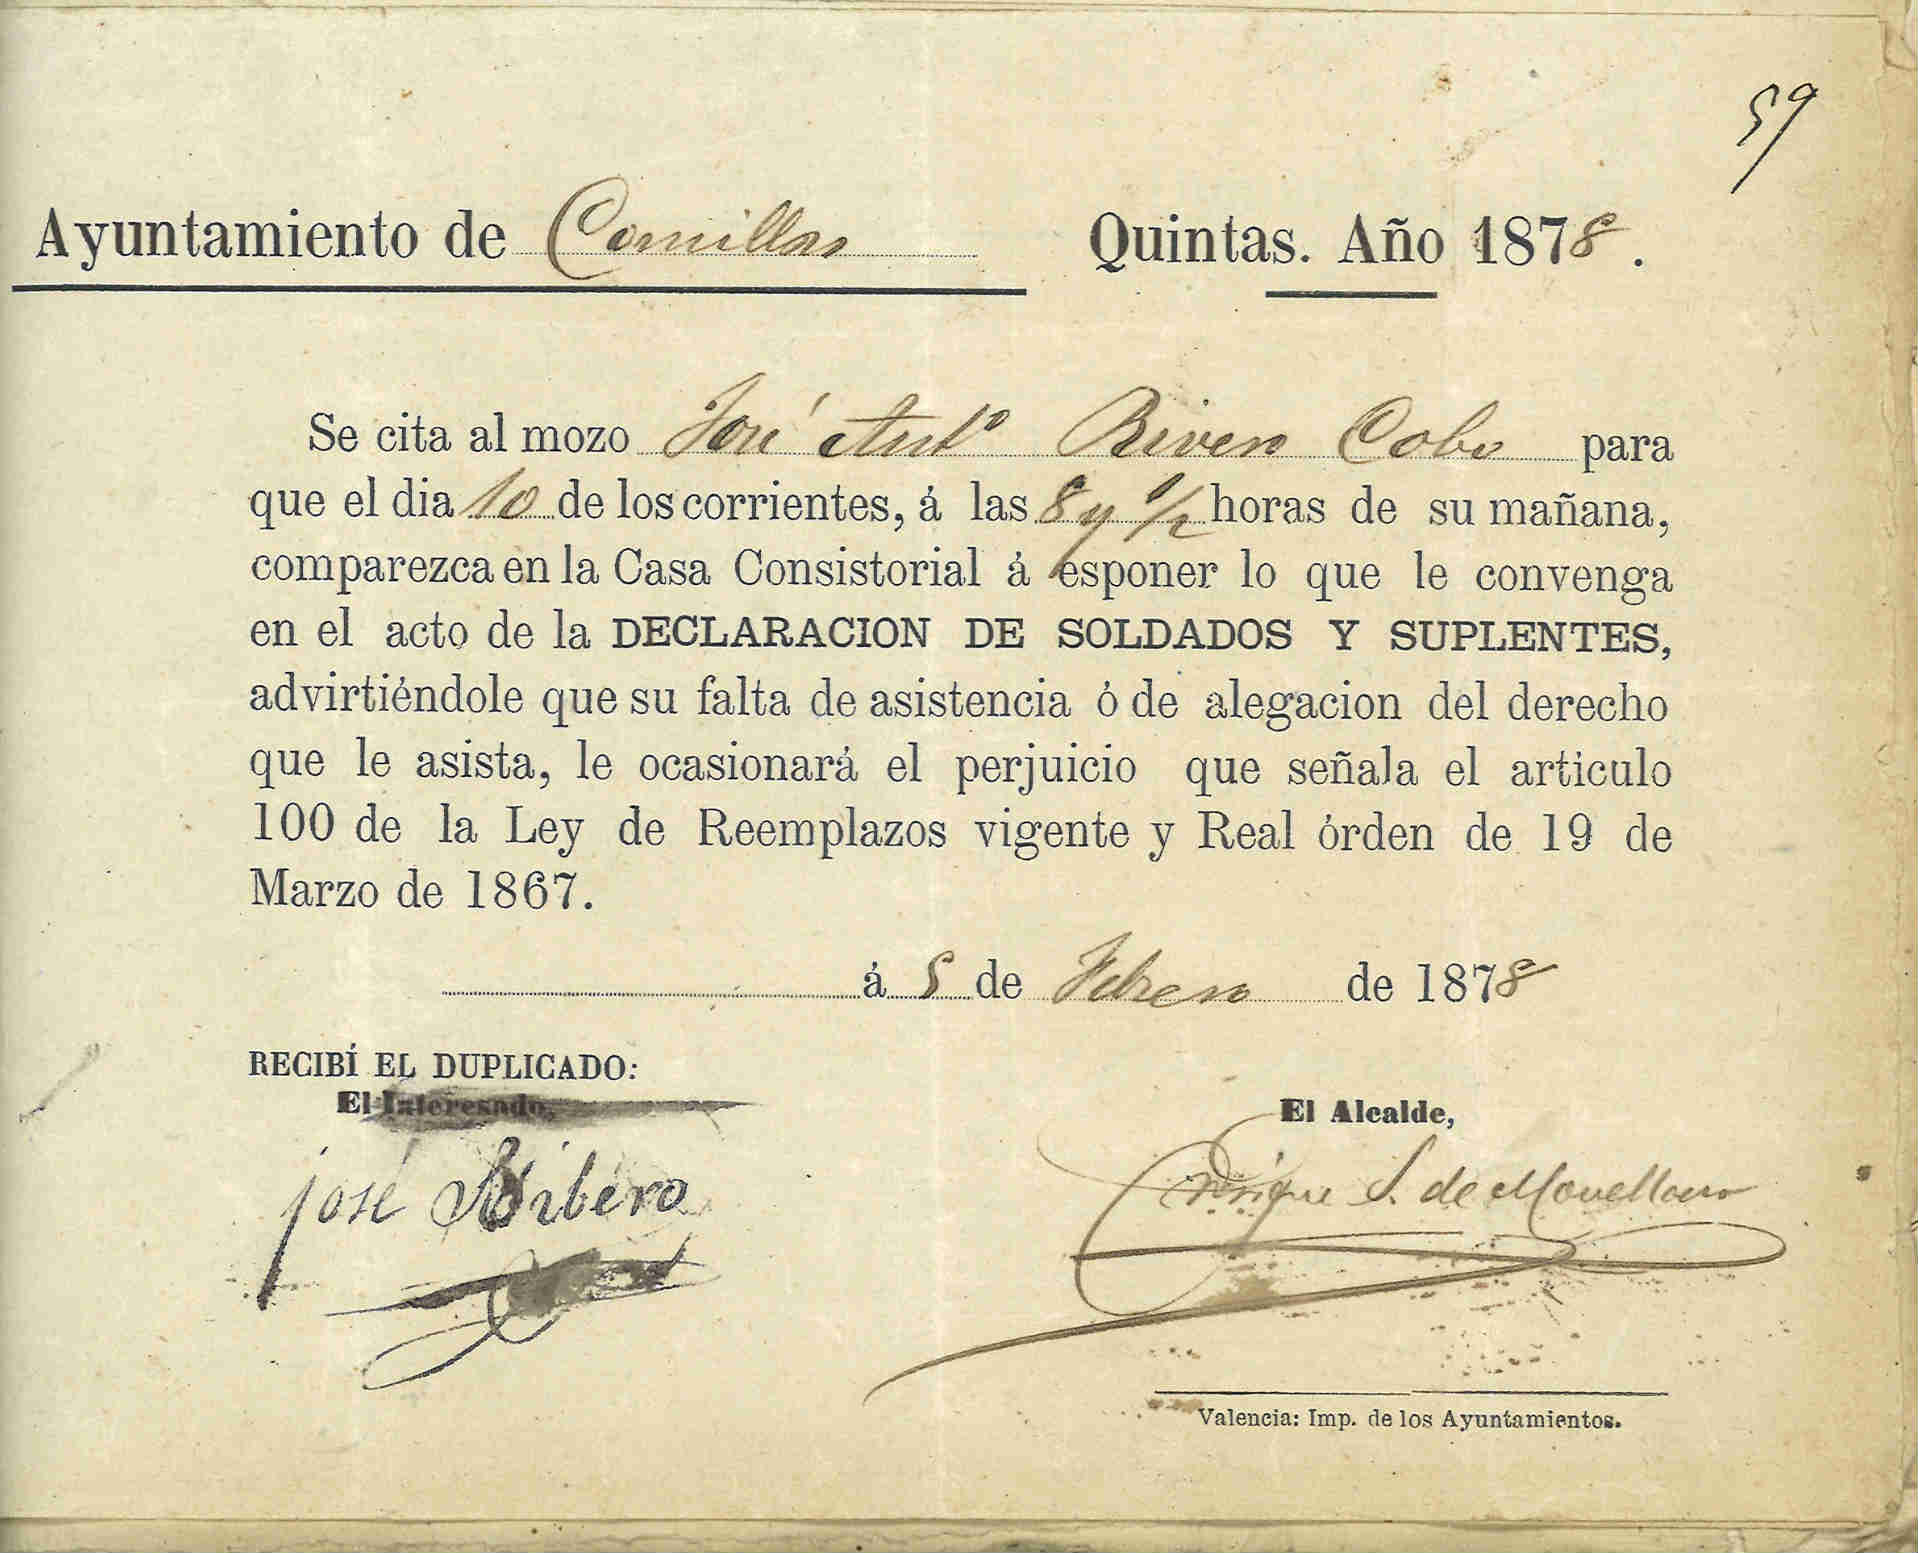 59
Ayuntamiento de Comillas Quintas. Año 1878.
Se cita al mozo José Antº Rivero Cobo para
que el dia 10 de los corrientes, á las 8 y 1/2 horas de su mañana,
comparezca en la Casa Consistorial á esponer lo que le convenga
en el acto de la DECLARACION DE SOLDADOS Y SUPLENTES,
advirtiéndole que su falta de asistencia ó de alegacion del derecho
que le asista, le ocasionará el perjuicio que señala el articulo
100 de la Ley de Reemplazos vigente y Real órden de 19 de
Marzo de 1867.
á 5 de Febrero de 1878
RECIBÍ EL DUPLICADO:
El Interesado,
El Alcalde,
josé Ribero
Enrique S. de Movellan
Valencia: Imp. de los Ayuntamientos.